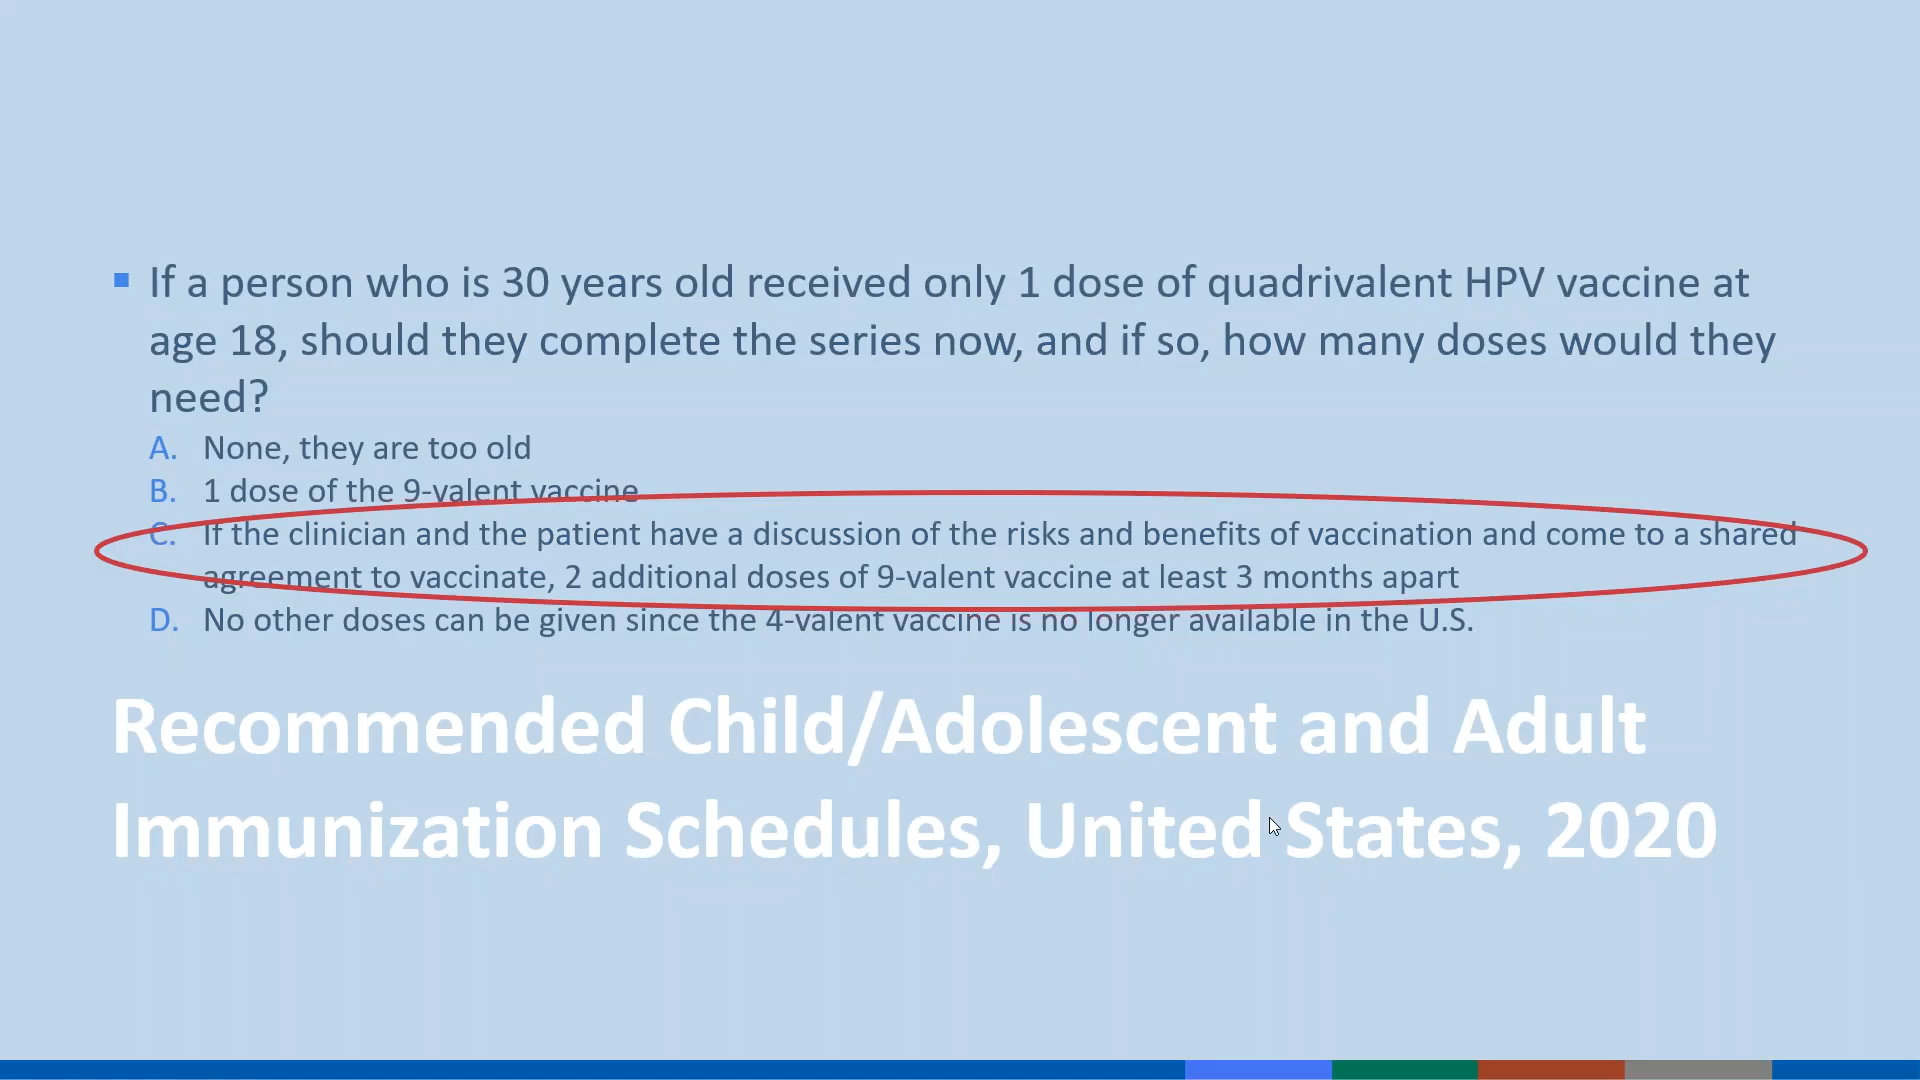 If a person who is 30 years old received only 1 dose of quadrivalent HPV vaccine at
age 18, should they complete the series now, and if so, how many doses would they
need?
A. None, they are too old
B. 1 dose of the 9-valent vaccine
C. If the clinician and the patient have a discussion of the risks and benefits of vaccination and come to a shared
agreement to vaccinate, 2 additional doses of 9-valent vaccine at least 3 months apart
D. No other doses can be given since the 4-valent vaccine is no longer available in the U.S.
Recommended Child/Adolescent and Adult
Immunization Schedules, United States, 2020